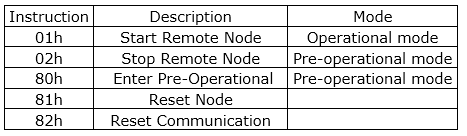 Instruction Description Mode
01h Start Remote Node Operational mode
02h Stop Remote Node Pre-operational mode
80h Enter Pre-Operational Pre-operational mode
81h Reset Node
82h Reset Communication